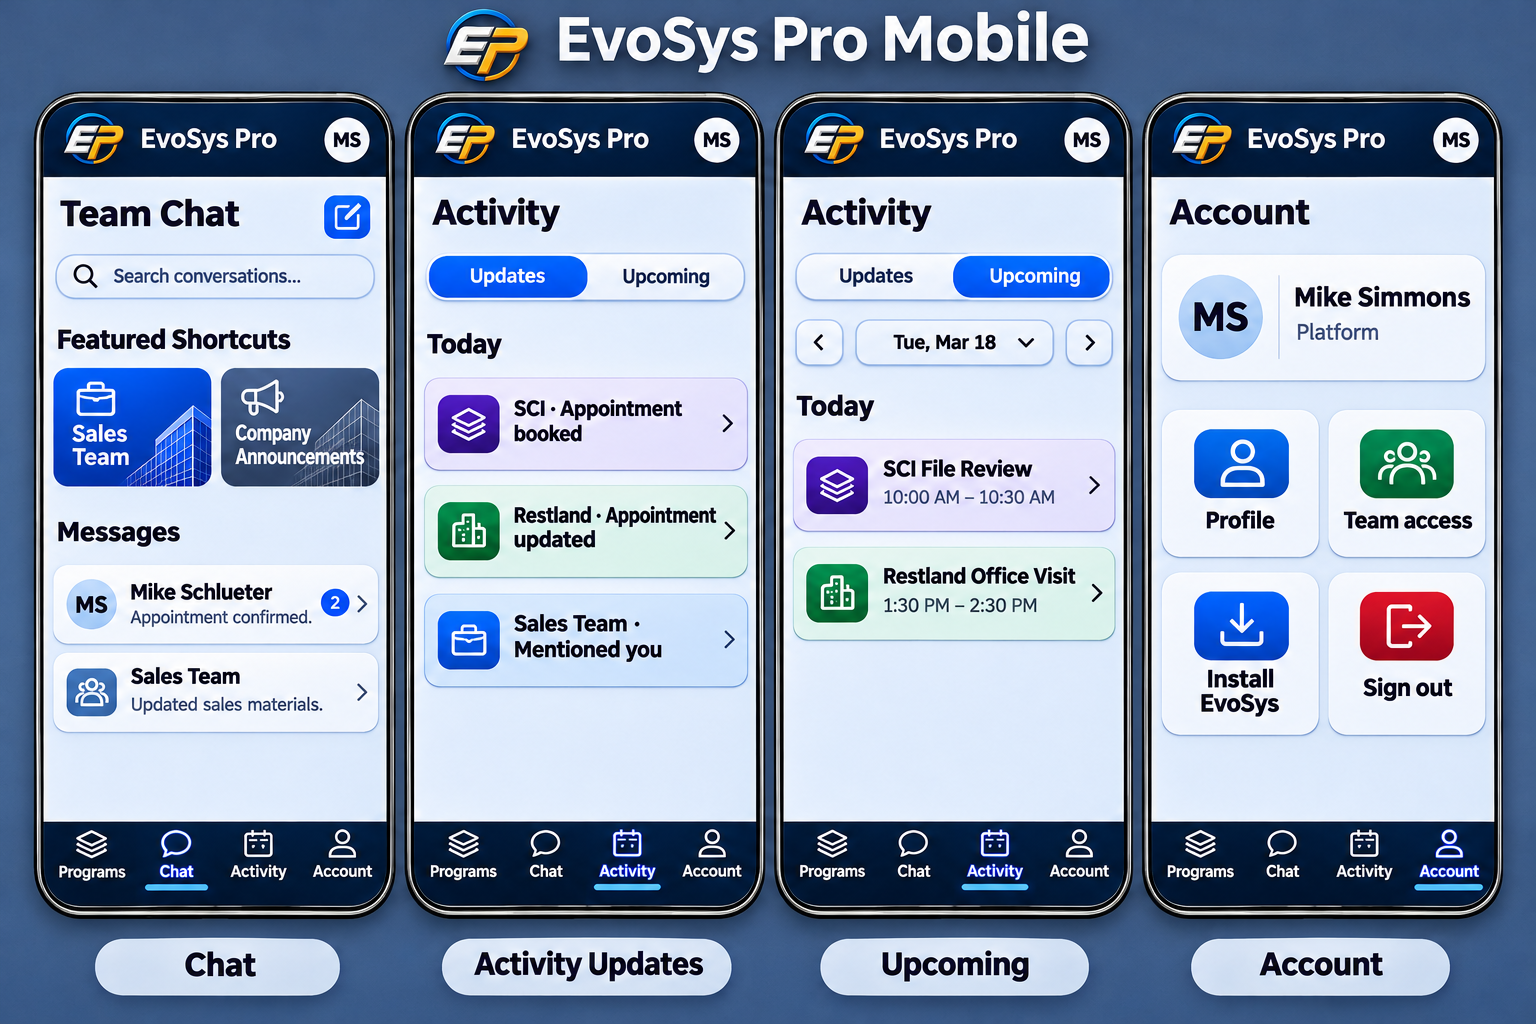 EP EvoSys Pro Mobile
EP EvoSys Pro MS
Team Chat
Search conversations...
Featured Shortcuts
Sales
Team
Company
Announcements
Messages
MS
Mike Schlueter
Appointment confirmed.
2
Sales Team
Updated sales materials.
Programs
Chat
Activity
Account
Chat
EP EvoSys Pro MS
Activity
Updates
Upcoming
Today
SCI · Appointment
booked
Restland · Appointment
updated
Sales Team ·
Mentioned you
Programs
Chat
Activity
Account
Activity Updates
EP EvoSys Pro MS
Activity
Updates
Upcoming
Tue, Mar 18
Today
SCI File Review
10:00 AM – 10:30 AM
Restland Office Visit
1:30 PM – 2:30 PM
Programs
Chat
Activity
Account
Upcoming
EP EvoSys Pro MS
Account
MS
Mike Simmons
Platform
Profile
Team access
Install
EvoSys
Sign out
Programs
Chat
Activity
Account
Account